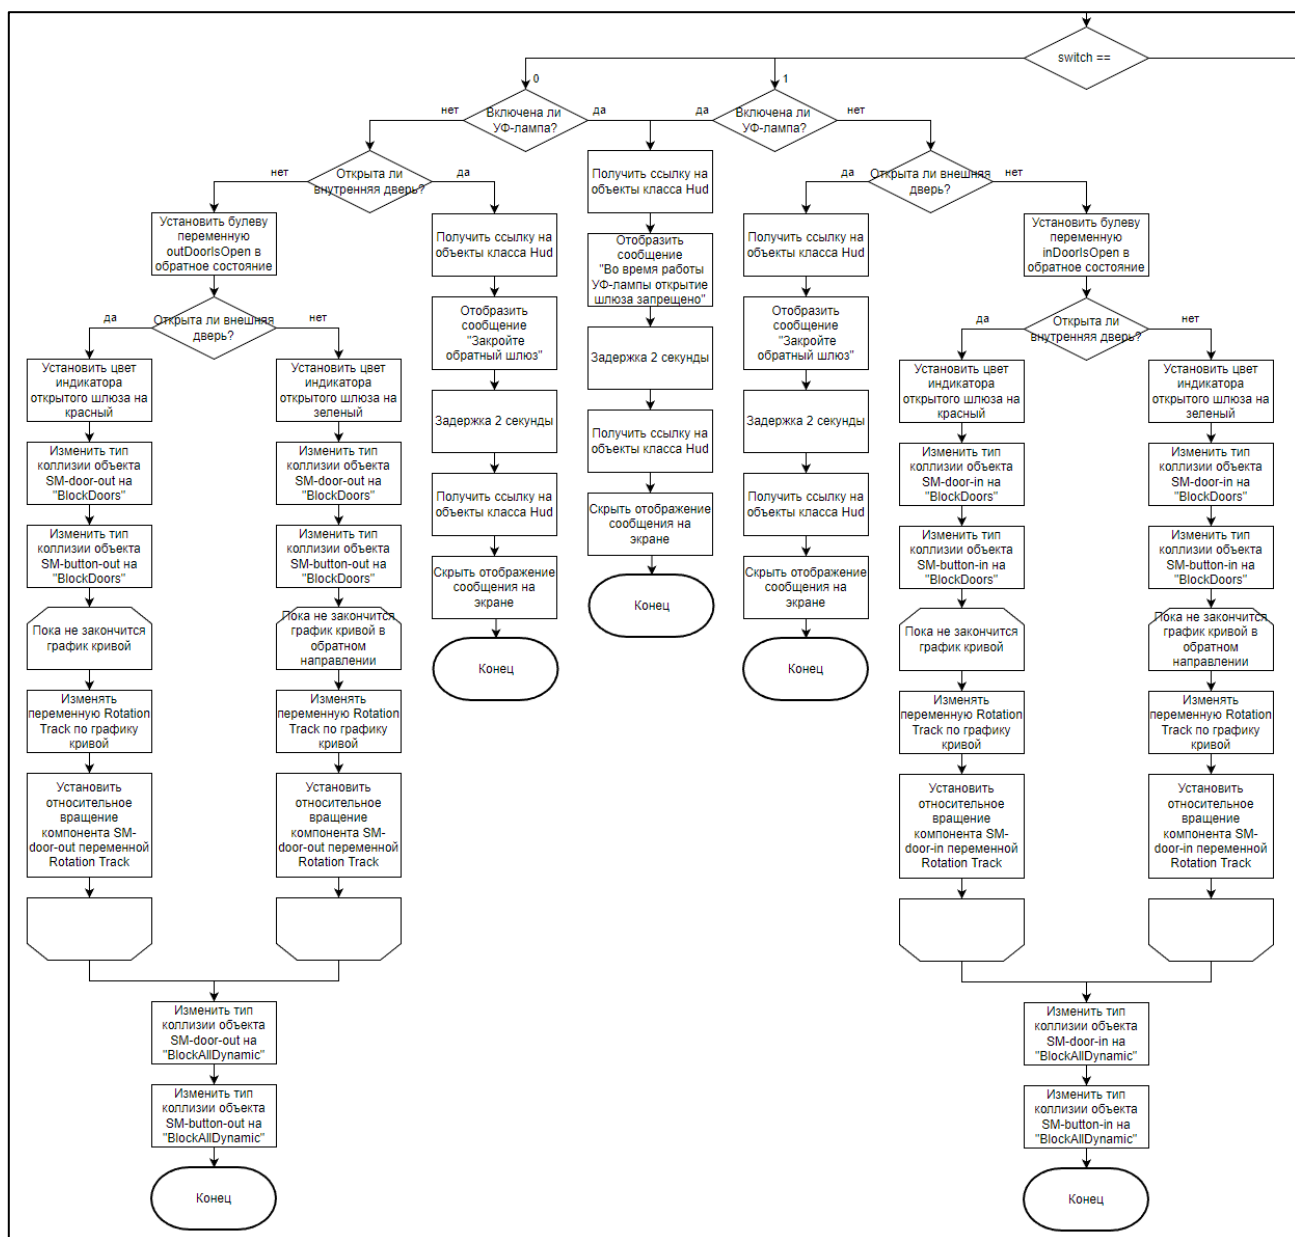 switch ==
0
1
нет
Включена ли
УФ-лампа?
да
да
Включена ли
УФ-лампа?
нет
нет
Открыта ли
внутренняя дверь?
да
Получить ссылку на
объекты класса Hud
да
Открыта ли внешняя
дверь?
нет
Установить булеву
переменную
outDoorIsOpen в
обратное состояние
Получить ссылку на
объекты класса Hud
Отобразить
сообщение
"Во время работы
УФ-лампы открытие
шлюза запрещено"
Получить ссылку на
объекты класса Hud
Установить булеву
переменную
inDoorIsOpen в
обратное состояние
да
Открыта ли внешняя
дверь?
нет
Отобразить
сообщение
"Закройте
обратный шлюз"
Задержка 2 секунды
Отобразить
сообщение
"Закройте
обратный шлюз"
да
Открыта ли
внутренняя дверь?
нет
Установить цвет
индикатора
открытого шлюза на
красный
Установить цвет
индикатора
открытого шлюза на
зеленый
Задержка 2 секунды
Получить ссылку на
объекты класса Hud
Задержка 2 секунды
Установить цвет
индикатора
открытого шлюза на
красный
Установить цвет
индикатора
открытого шлюза на
зеленый
Изменить тип
коллизии объекта
SM-door-out на
"BlockDoors"
Изменить тип
коллизии объекта
SM-door-out на
"BlockDoors"
Получить ссылку на
объекты класса Hud
Скрыть отображение
сообщения на
экране
Получить ссылку на
объекты класса Hud
Изменить тип
коллизии объекта
SM-door-in на
"BlockDoors"
Изменить тип
коллизии объекта
SM-door-in на
"BlockDoors"
Изменить тип
коллизии объекта
SM-button-out на
"BlockDoors"
Изменить тип
коллизии объекта
SM-button-out на
"BlockDoors"
Скрыть отображение
сообщения на
экране
Конец
Скрыть отображение
сообщения на
экране
Изменить тип
коллизии объекта
SM-button-in на
"BlockDoors"
Изменить тип
коллизии объекта
SM-button-in на
"BlockDoors"
Пока не закончится
график кривой
Пока не закончится
график кривой в
обратном
направлении
Конец
Конец
Пока не закончится
график кривой
Пока не закончится
график кривой в
обратном
направлении
Изменять
переменную Rotation
Track по графику
кривой
Изменять
переменную Rotation
Track по графику
кривой
Изменять
переменную Rotation
Track по графику
кривой
Изменять
переменную Rotation
Track по графику
кривой
Установить
относительное
вращение
компонента SM-
door-out переменной
Rotation Track
Установить
относительное
вращение
компонента SM-
door-out переменной
Rotation Track
Установить
относительное
вращение
компонента SM-
door-in переменной
Rotation Track
Установить
относительное
вращение
компонента SM-
door-in переменной
Rotation Track
Изменить тип
коллизии объекта
SM-door-out на
"BlockAllDynamic"
Изменить тип
коллизии объекта
SM-door-in на
"BlockAllDynamic"
Изменить тип
коллизии объекта
SM-button-out на
"BlockAllDynamic"
Изменить тип
коллизии объекта
SM-button-in на
"BlockAllDynamic"
Конец
Конец